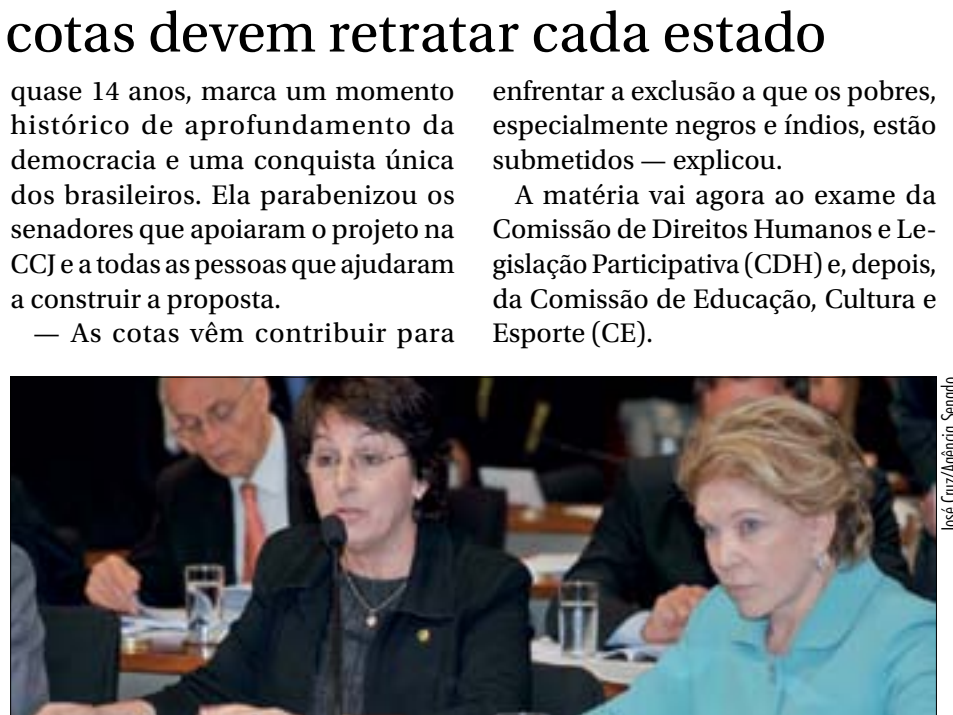 cotas devem retratar cada estado
quase 14 anos, marca um momento
histórico de aprofundamento da
democracia e uma conquista única
dos brasileiros. Ela parabenizou os
senadores que apoiaram o projeto na
CCJ e a todas as pessoas que ajudaram
a construir a proposta.
— As cotas vêm contribuir para
enfrentar a exclusão a que os pobres,
especialmente negros e índios, estão
submetidos — explicou.
A matéria vai agora ao exame da
Comissão de Direitos Humanos e Le-
gislação Participativa (CDH) e, depois,
da Comissão de Educação, Cultura e
Esporte (CE).
José Cruz/Agência Senado